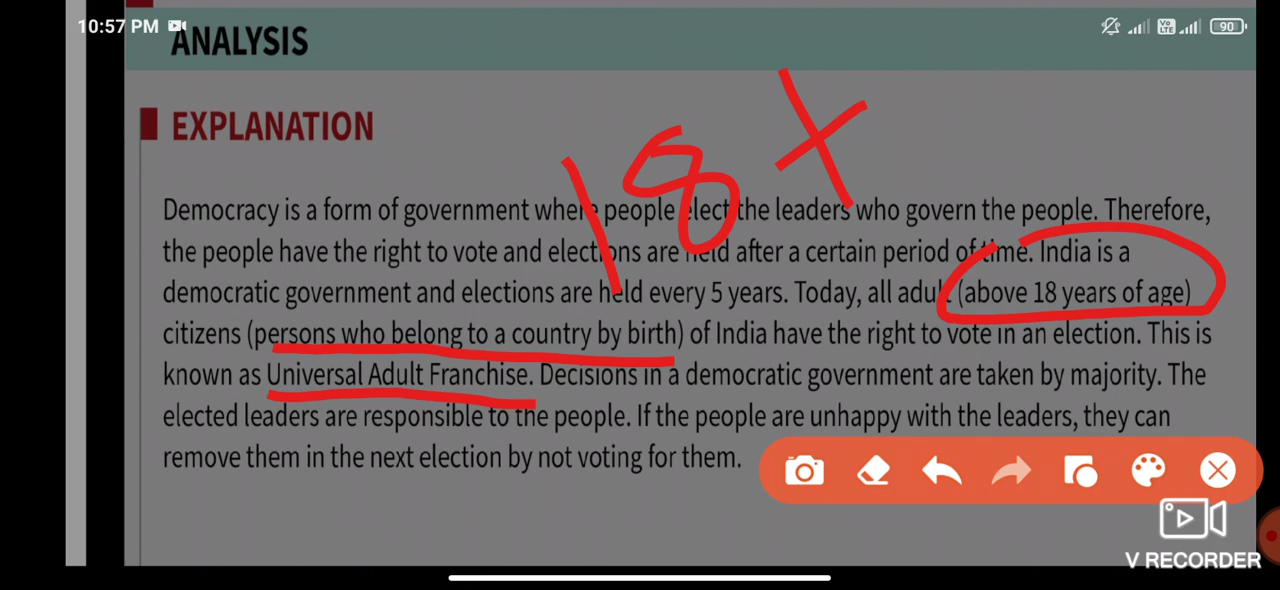 10:57 PM
Vo LTE
90
ANALYSIS
EXPLANATION
18+
Democracy is a form of government where people elect the leaders who govern the people. Therefore,
the people have the right to vote and elections are held after a certain period of time. India is a
democratic government and elections are held every 5 years. Today, all adult (above 18 years of age)
citizens (persons who belong to a country by birth) of India have the right to vote in an election. This is
known as Universal Adult Franchise. Decisions in a democratic government are taken by majority. The
elected leaders are responsible to the people. If the people are unhappy with the leaders, they can
remove them in the next election by not voting for them.
V RECORDER